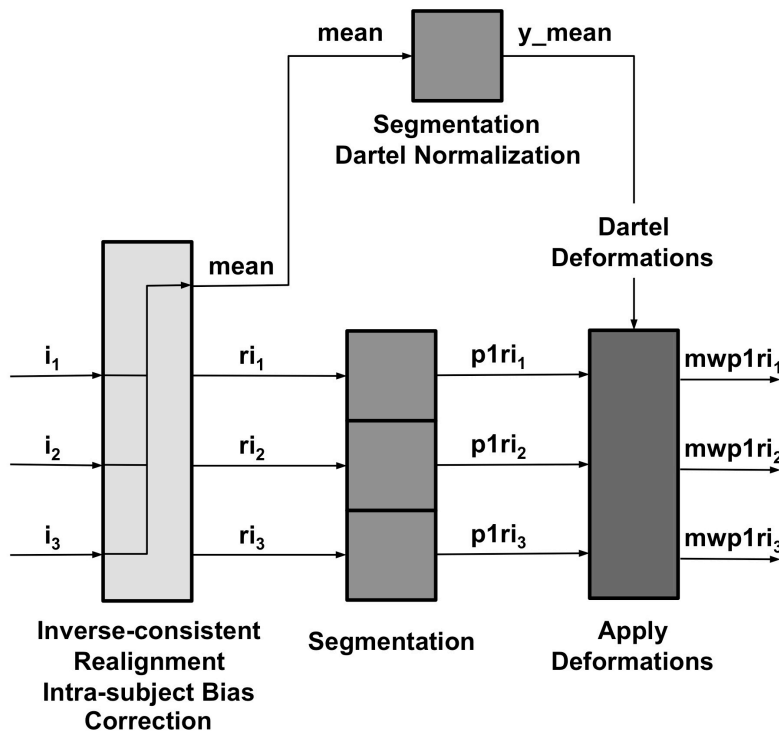 mean
y_mean
Segmentation
Dartel Normalization
Dartel
Deformations
mean
i₁
ri₁
p1ri₁
mwp1ri₁
i₂
ri₂
p1ri₂
mwp1ri₂
i₃
ri₃
p1ri₃
mwp1ri₃
Inverse-consistent
Realignment
Intra-subject Bias
Correction
Segmentation
Apply
Deformations